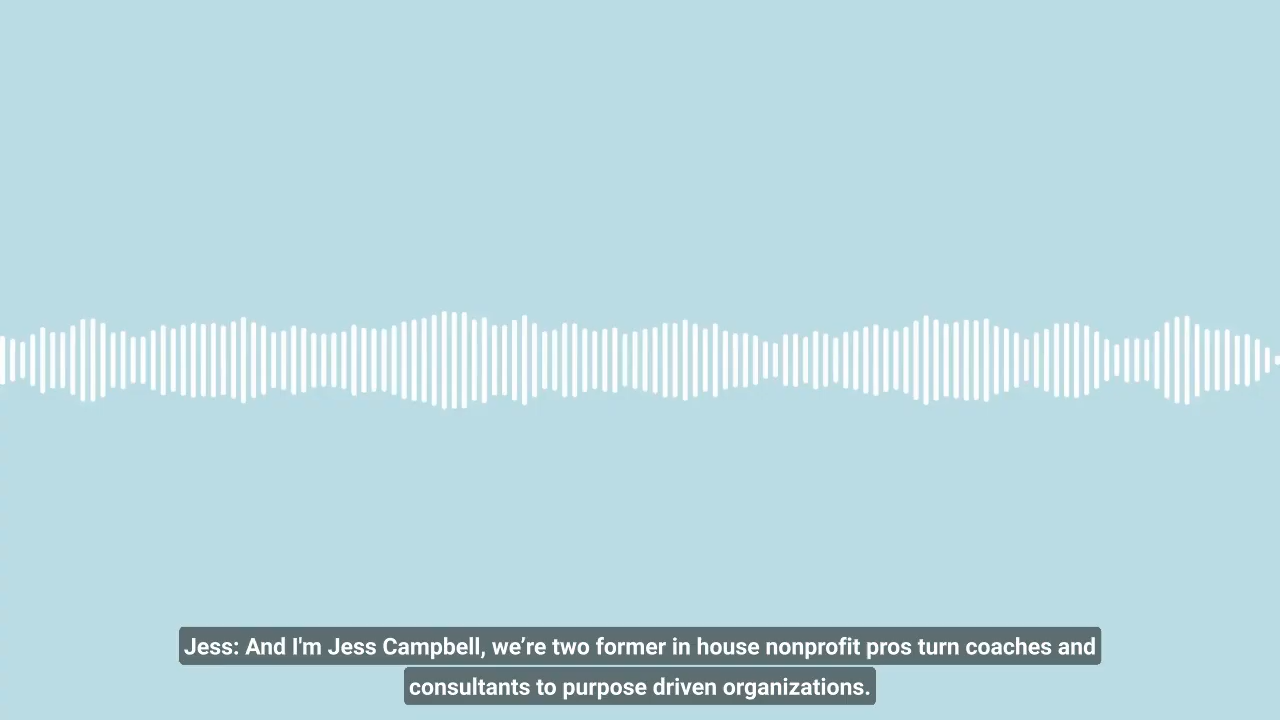 Jess: And I'm Jess Campbell, we’re two former in house nonprofit pros turn coaches and
consultants to purpose driven organizations.